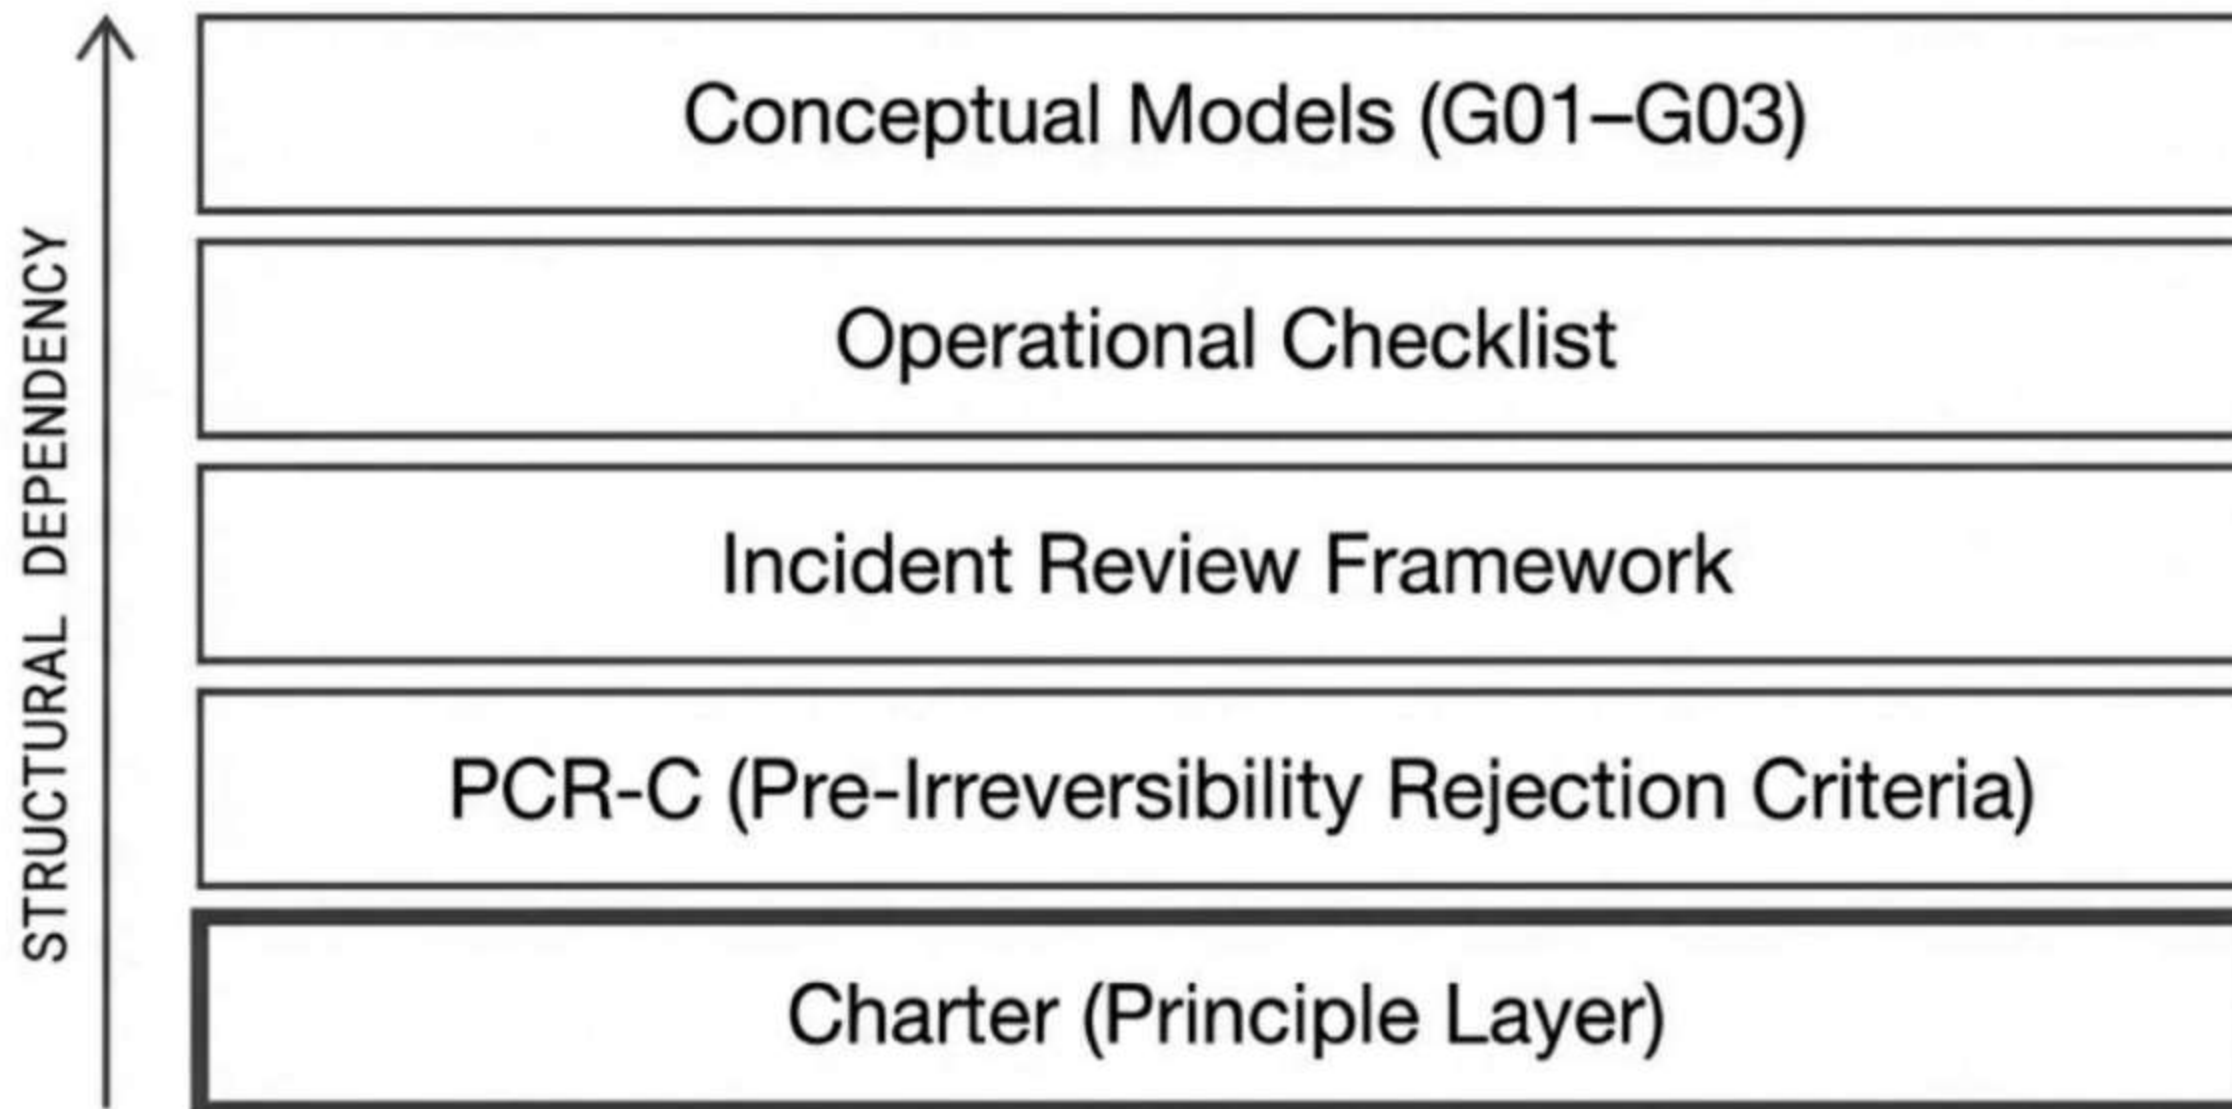 STRUCTURAL DEPENDENCY
Conceptual Models (G01–G03)
Operational Checklist
Incident Review Framework
PCR-C (Pre-Irreversibility Rejection Criteria)
Charter (Principle Layer)